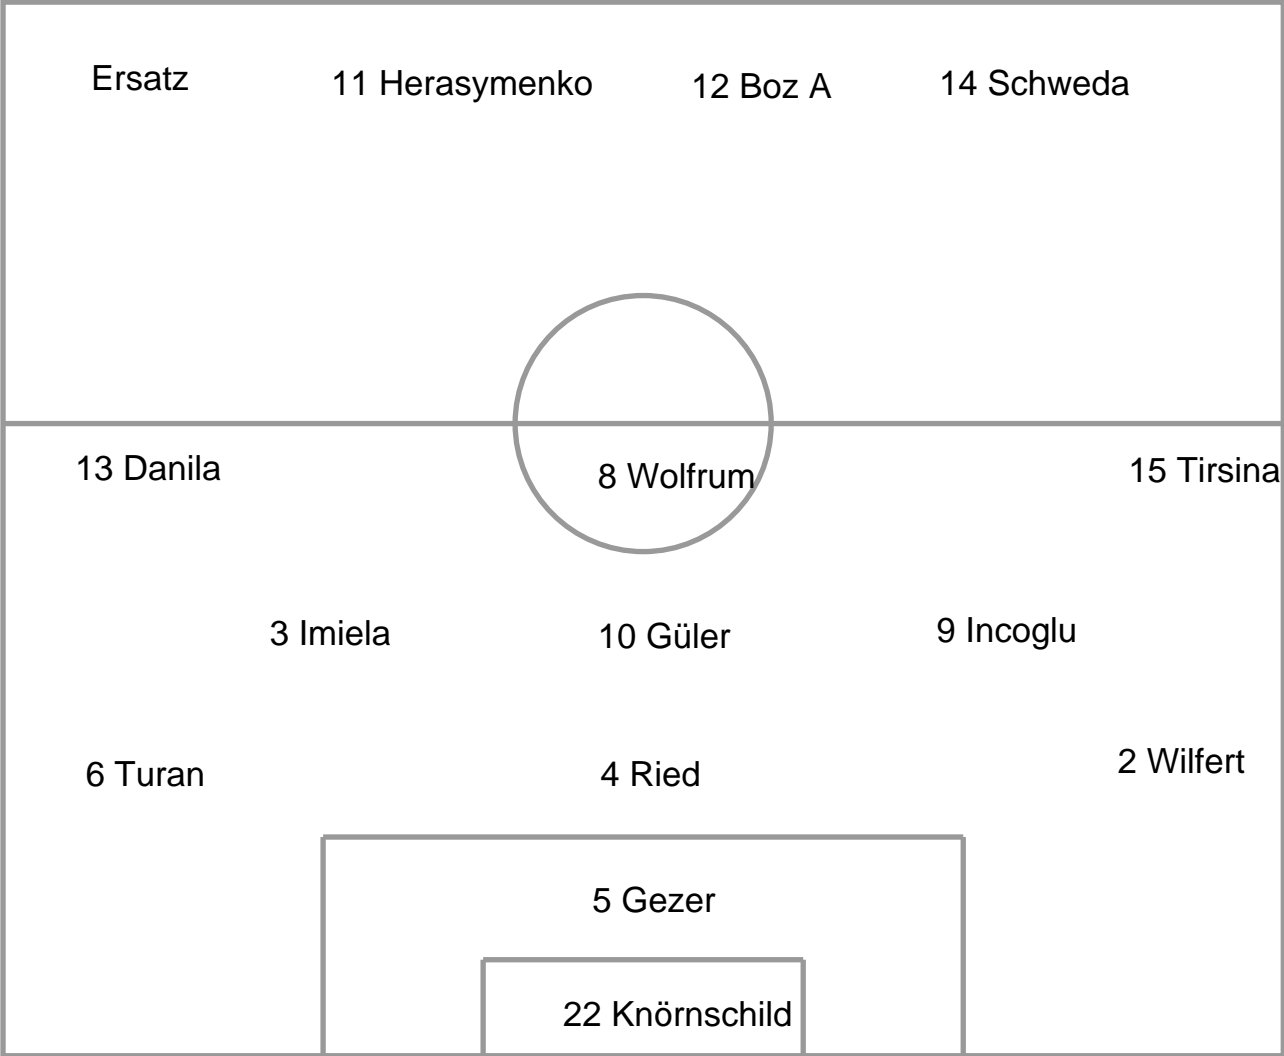 Ersatz 11 Herasymenko 12 Boz A 14 Schweda
13 Danila 8 Wolfrum 15 Tirsina
3 Imiela 10 Güler 9 Incoglu
6 Turan 4 Ried 2 Wilfert
5 Gezer
22 Knörnschild